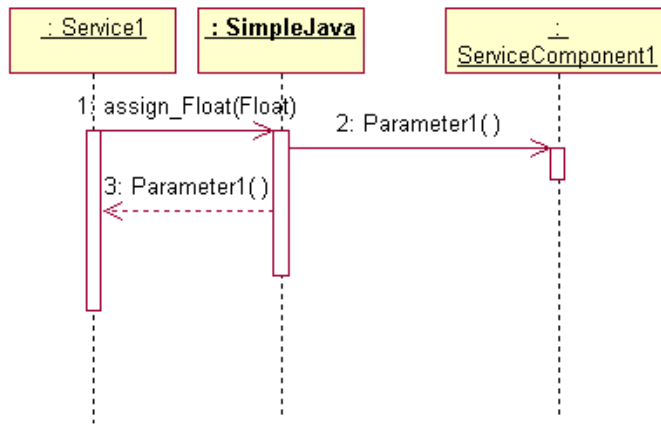 : Service1
: SimpleJava
:
ServiceComponent1
1: assign_Float(Float)
2: Parameter1( )
3: Parameter1( )